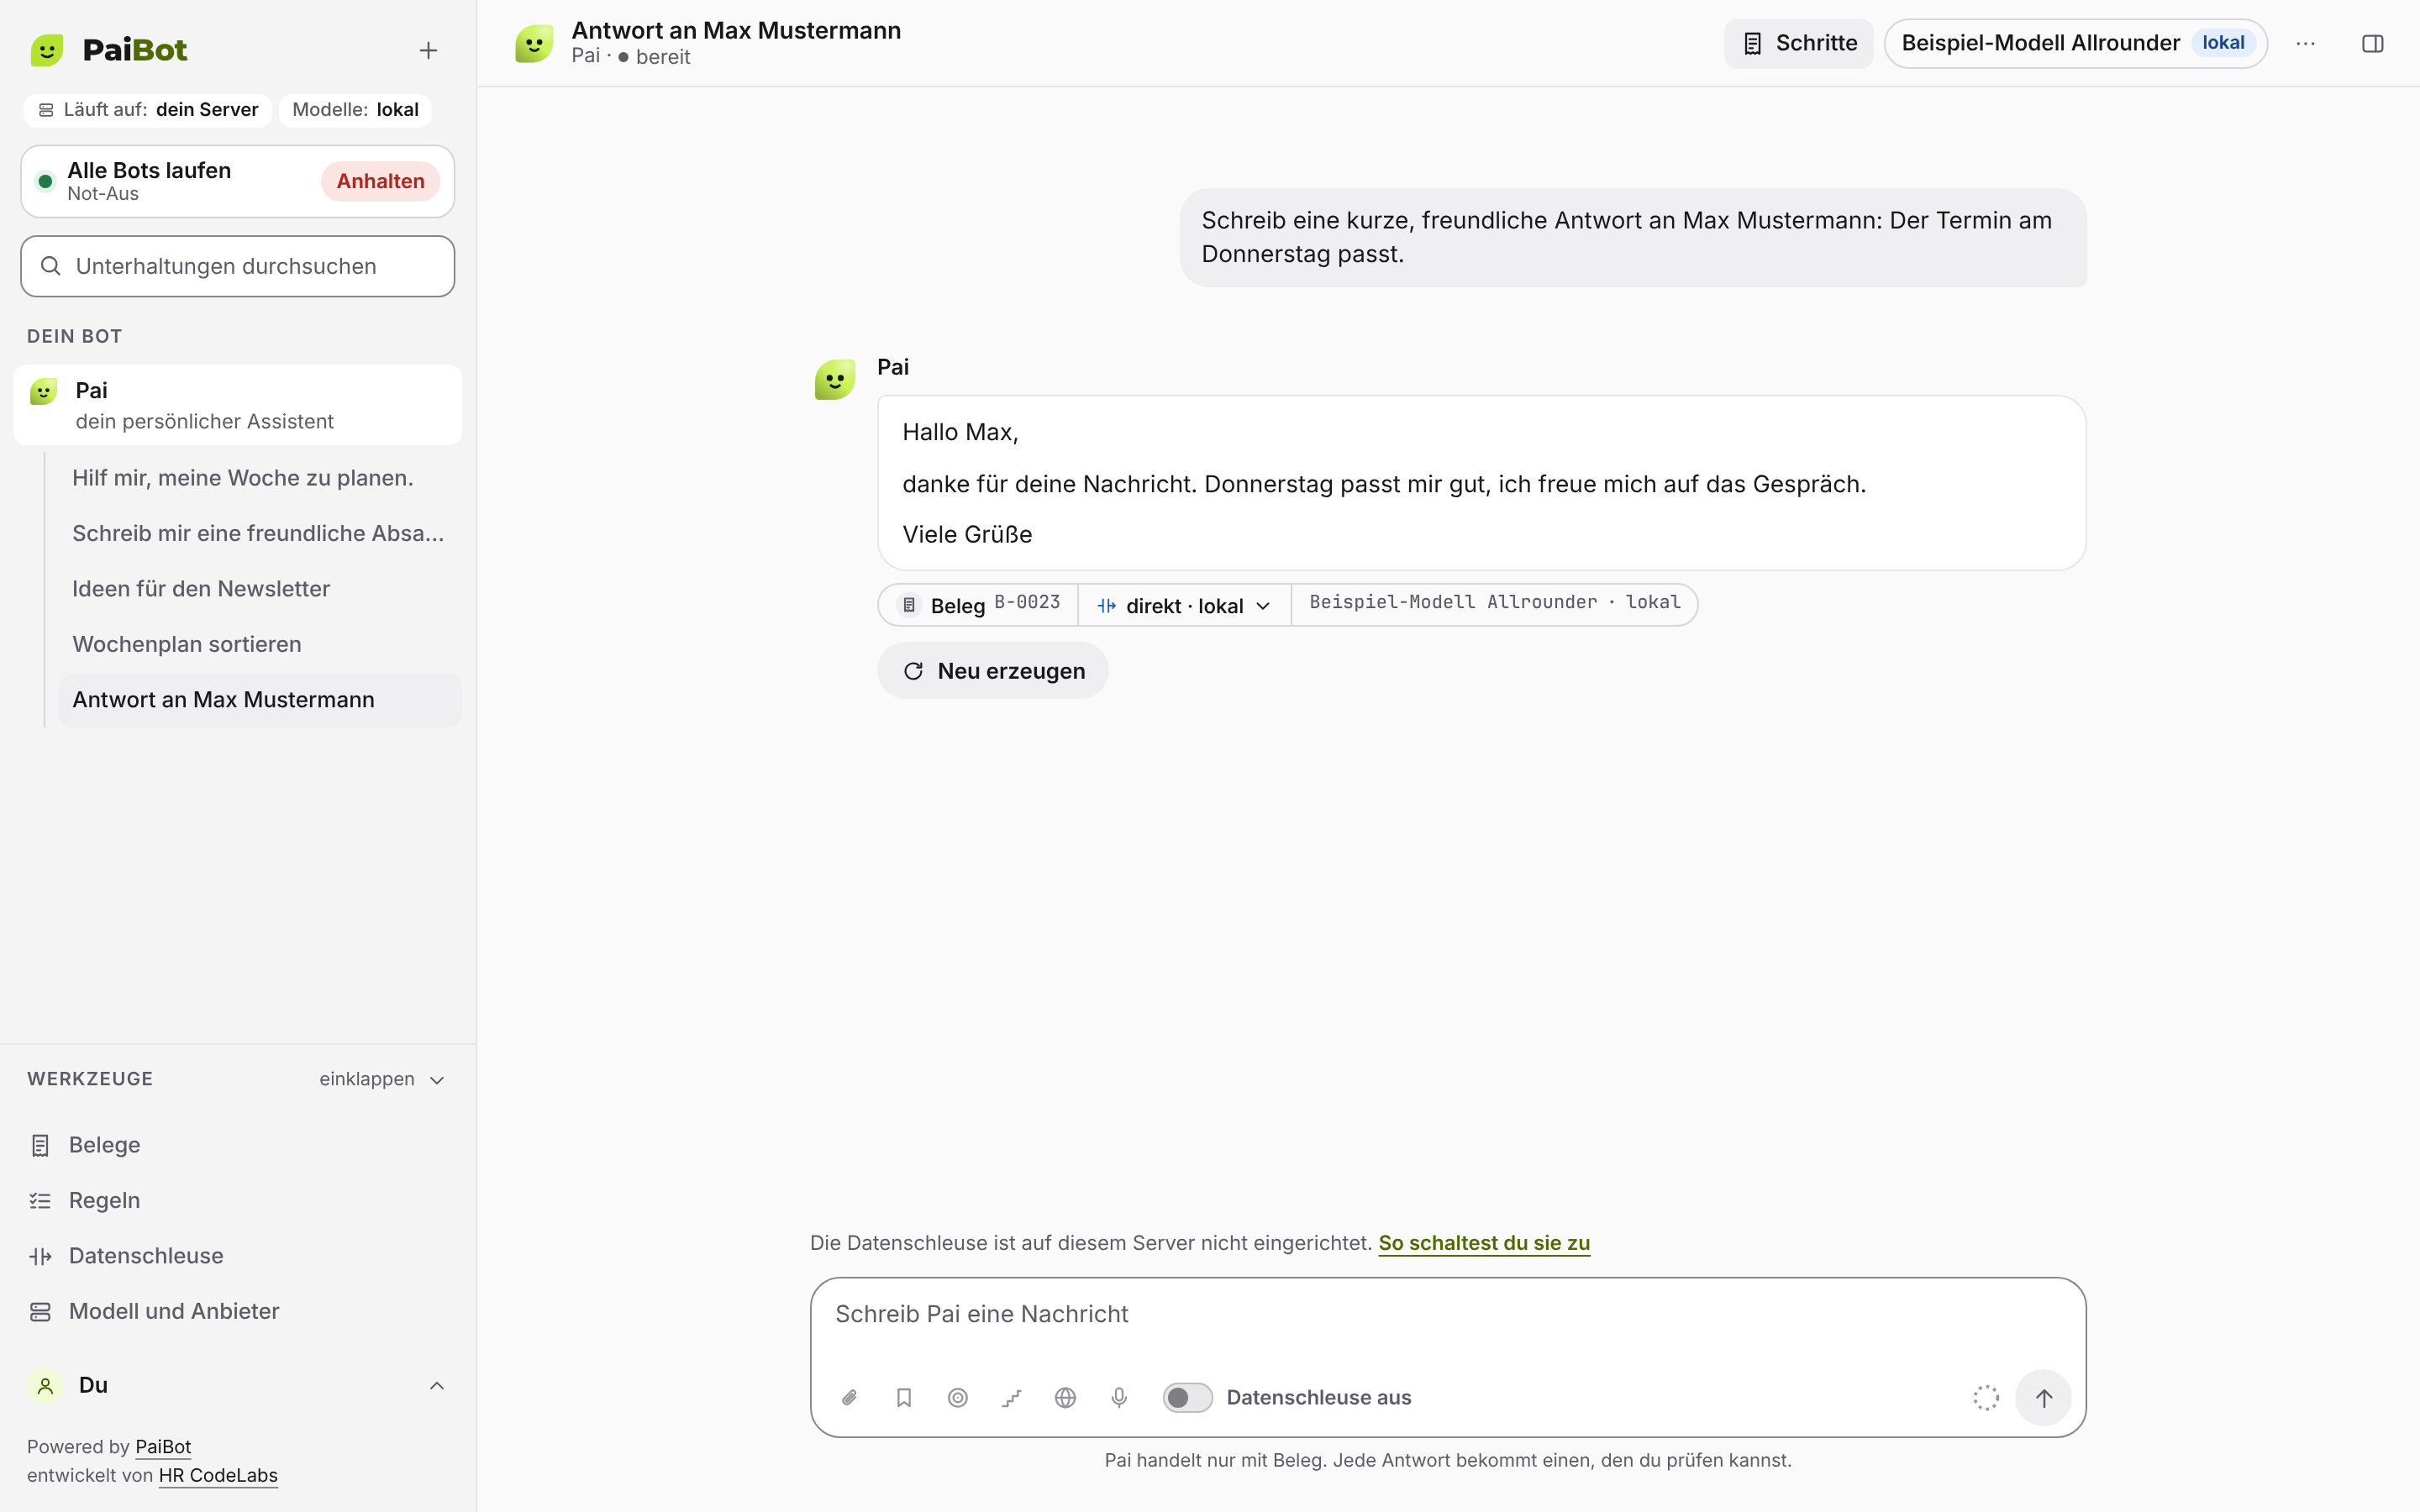 PaiBot
Läuft auf: dein Server
Modelle: lokal
Alle Bots laufen
Not-Aus
Anhalten
Unterhaltungen durchsuchen
DEIN BOT
Pai
dein persönlicher Assistent
Hilf mir, meine Woche zu planen.
Schreib mir eine freundliche Absa...
Ideen für den Newsletter
Wochenplan sortieren
Antwort an Max Mustermann
WERKZEUGE
einklappen
Belege
Regeln
Datenschleuse
Modell und Anbieter
Du
Powered by PaiBot
entwickelt von HR CodeLabs
Antwort an Max Mustermann
Pai · ● bereit
Schritte
Beispiel-Modell Allrounder lokal
Schreib eine kurze, freundliche Antwort an Max Mustermann: Der Termin am
Donnerstag passt.
Pai
Hallo Max,
danke für deine Nachricht. Donnerstag passt mir gut, ich freue mich auf das Gespräch.
Viele Grüße
Beleg B-0023
direkt · lokal
Beispiel-Modell Allrounder · lokal
Neu erzeugen
Die Datenschleuse ist auf diesem Server nicht eingerichtet. So schaltest du sie zu
Schreib Pai eine Nachricht
Datenschleuse aus
Pai handelt nur mit Beleg. Jede Antwort bekommt einen, den du prüfen kannst.